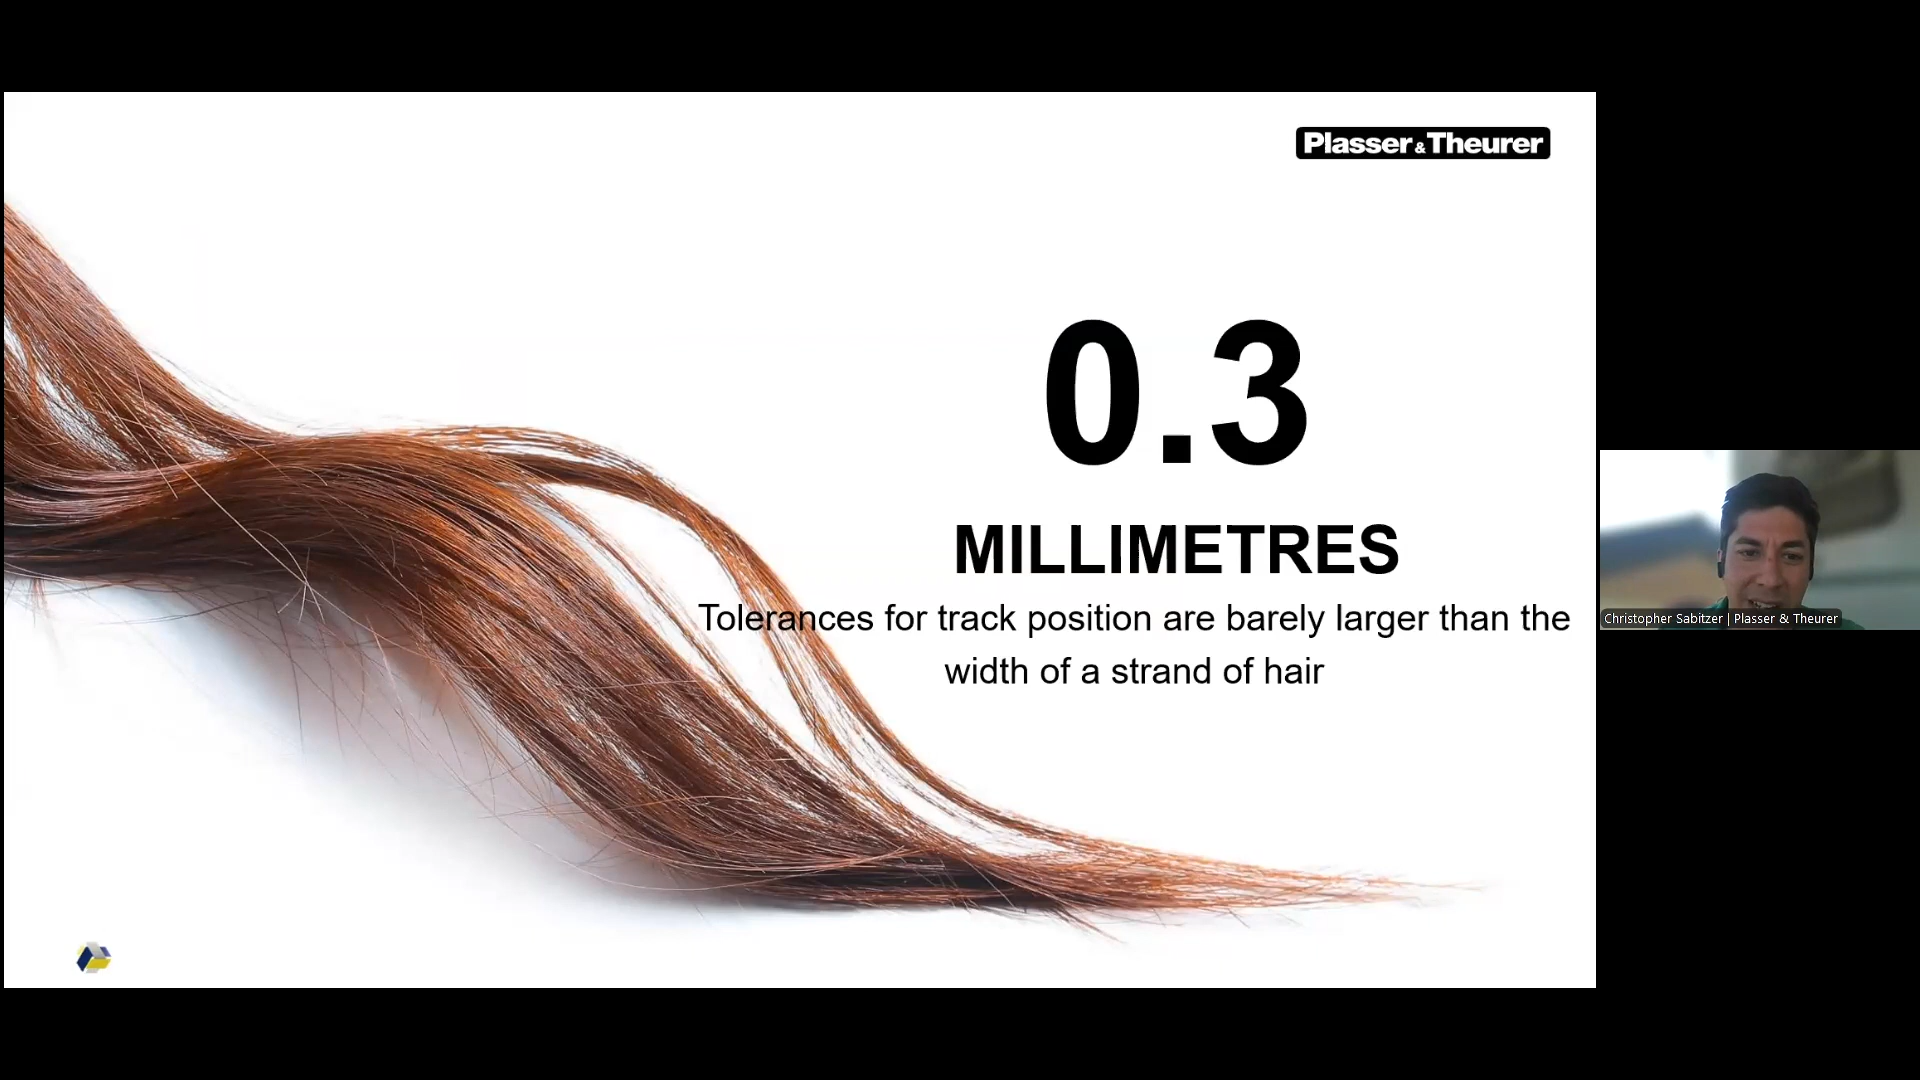 Plasser & Theurer
0.3
MILLIMETRES
Tolerances for track position are barely larger than the
width of a strand of hair
Christopher Sabitzer | Plasser & Theurer